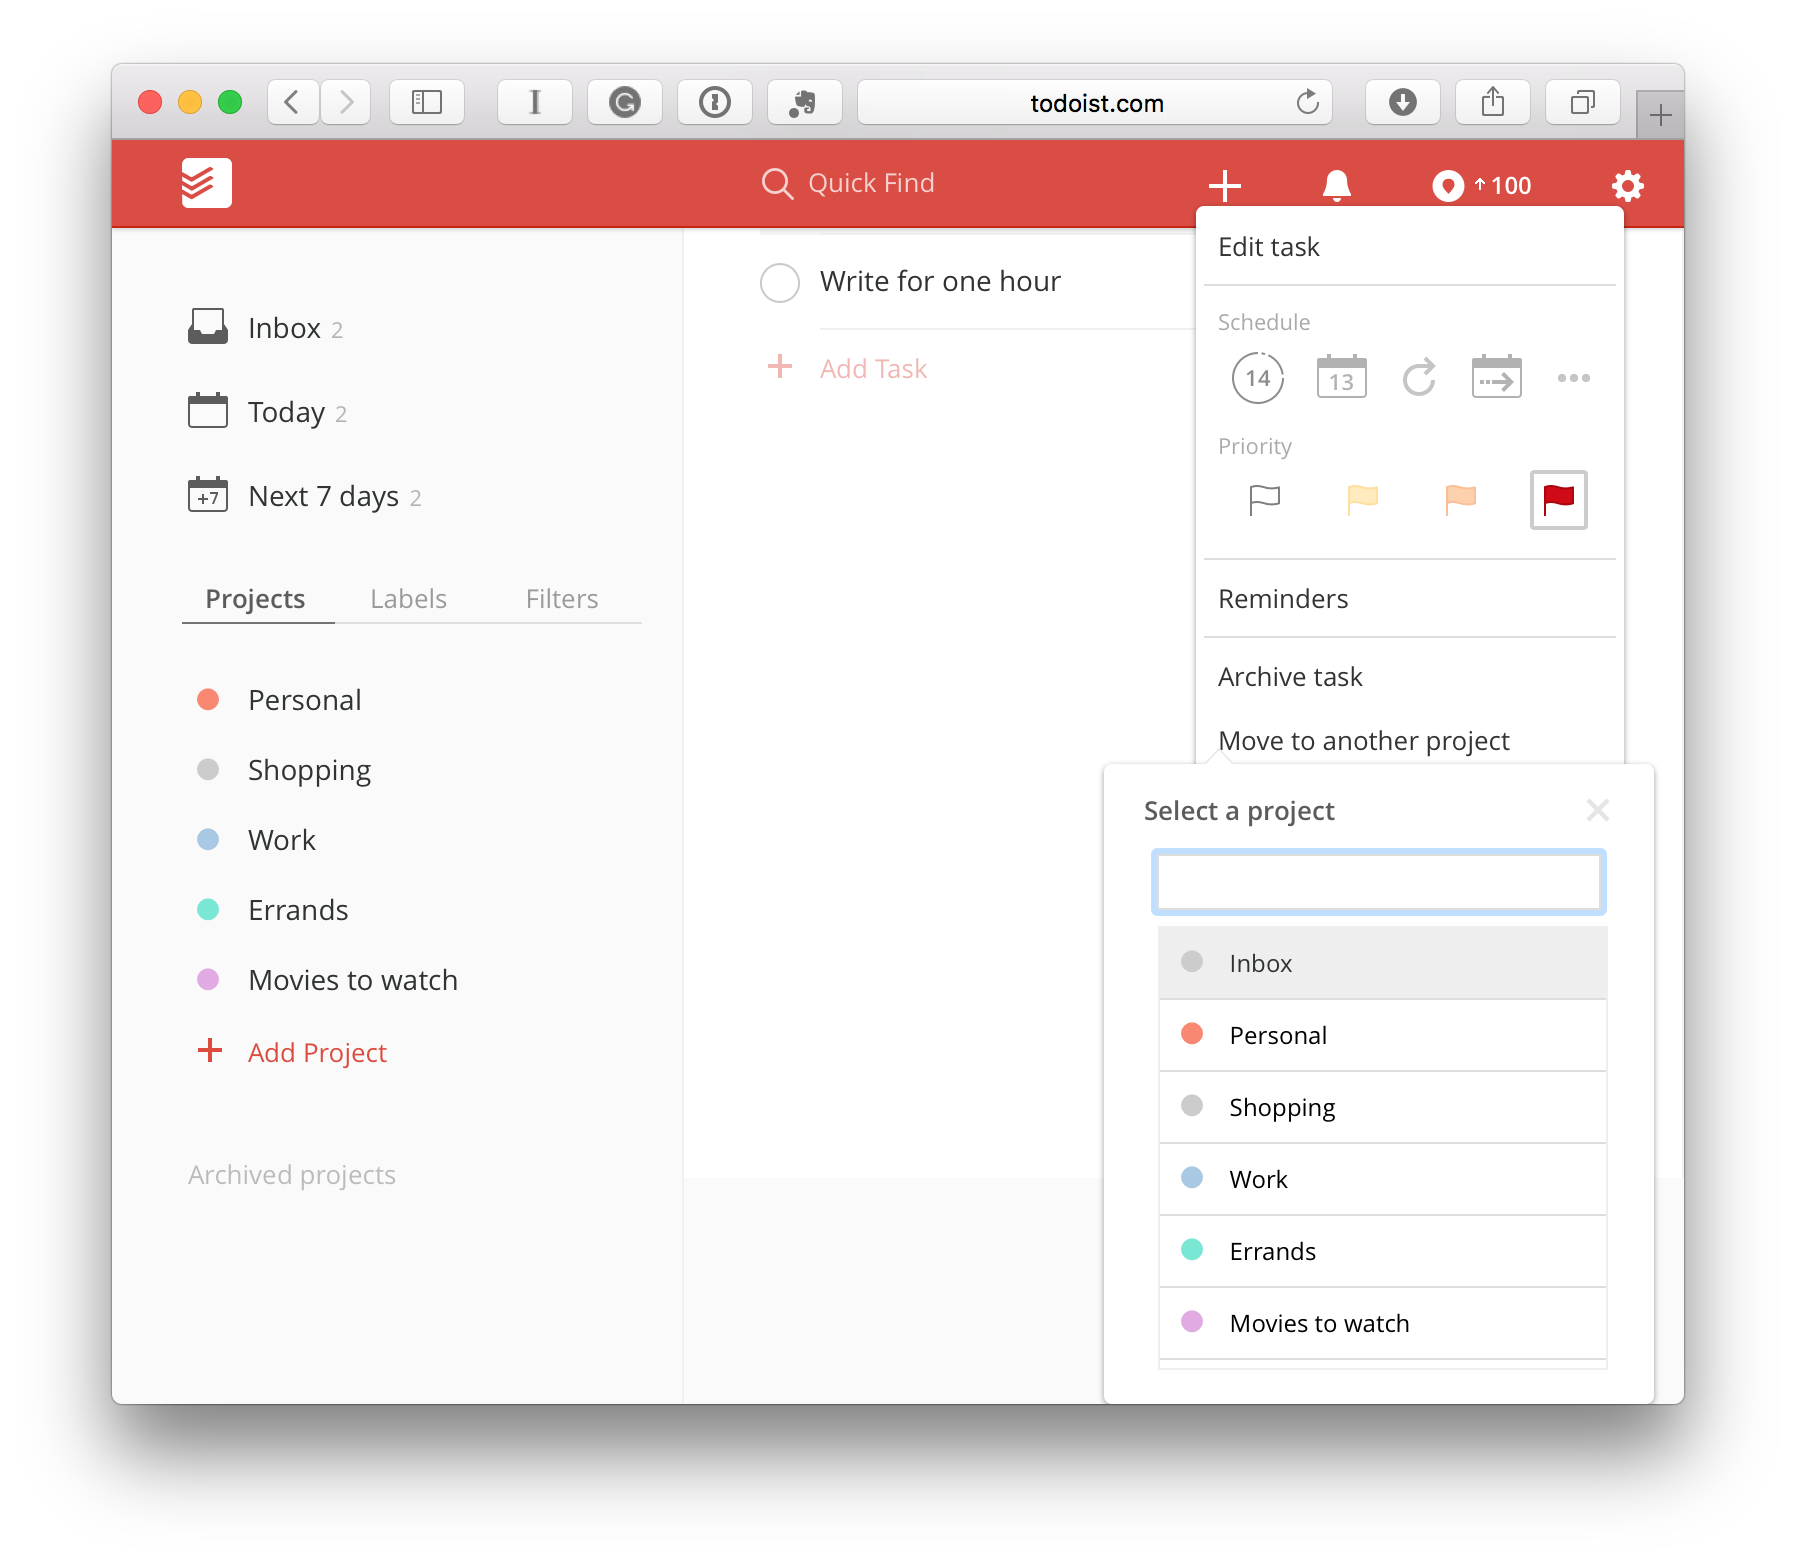 todoist.com
Quick Find
↑100
Inbox 2
Today 2
+7
Next 7 days 2
Projects Labels Filters
Personal
Shopping
Work
Errands
Movies to watch
+ Add Project
Archived projects
Write for one hour
+ Add Task
Edit task
Schedule
14 13
Priority
Reminders
Archive task
Move to another project
Select a project
Inbox
Personal
Shopping
Work
Errands
Movies to watch